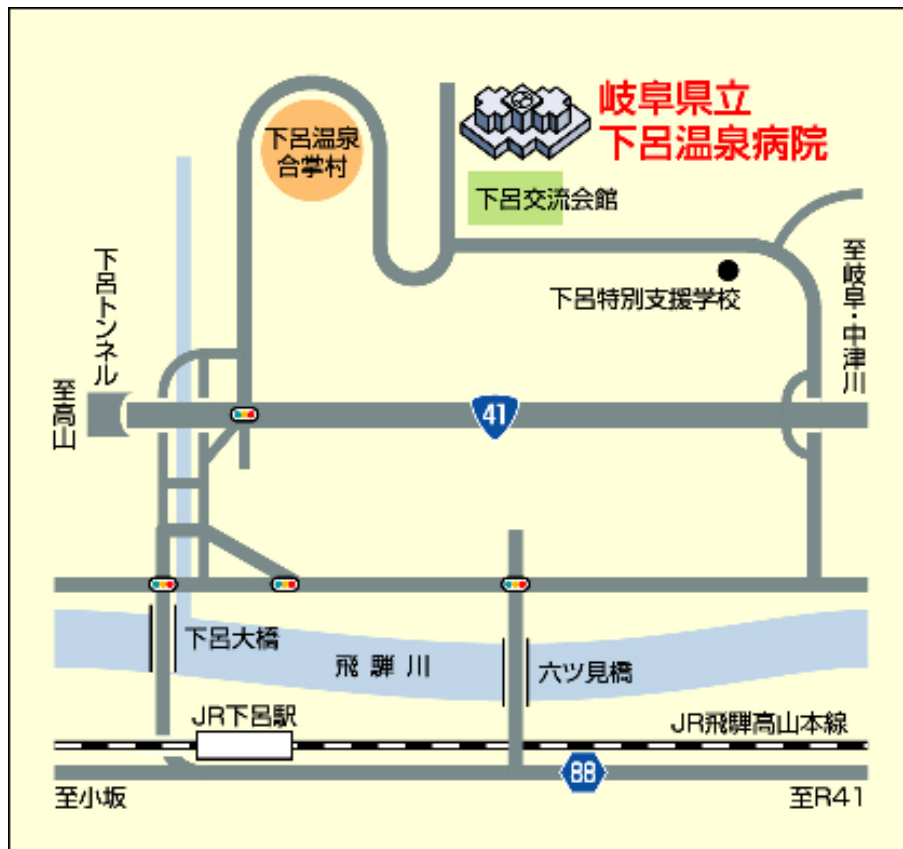 岐阜県立
下呂温泉病院
下呂温泉
合掌村
下呂交流会館
下呂特別支援学校
至岐阜・中津川
下呂トンネル
至高山
41
下呂大橋
飛騨川
六ツ見橋
JR下呂駅
JR飛騨高山本線
88
至小坂
至R41